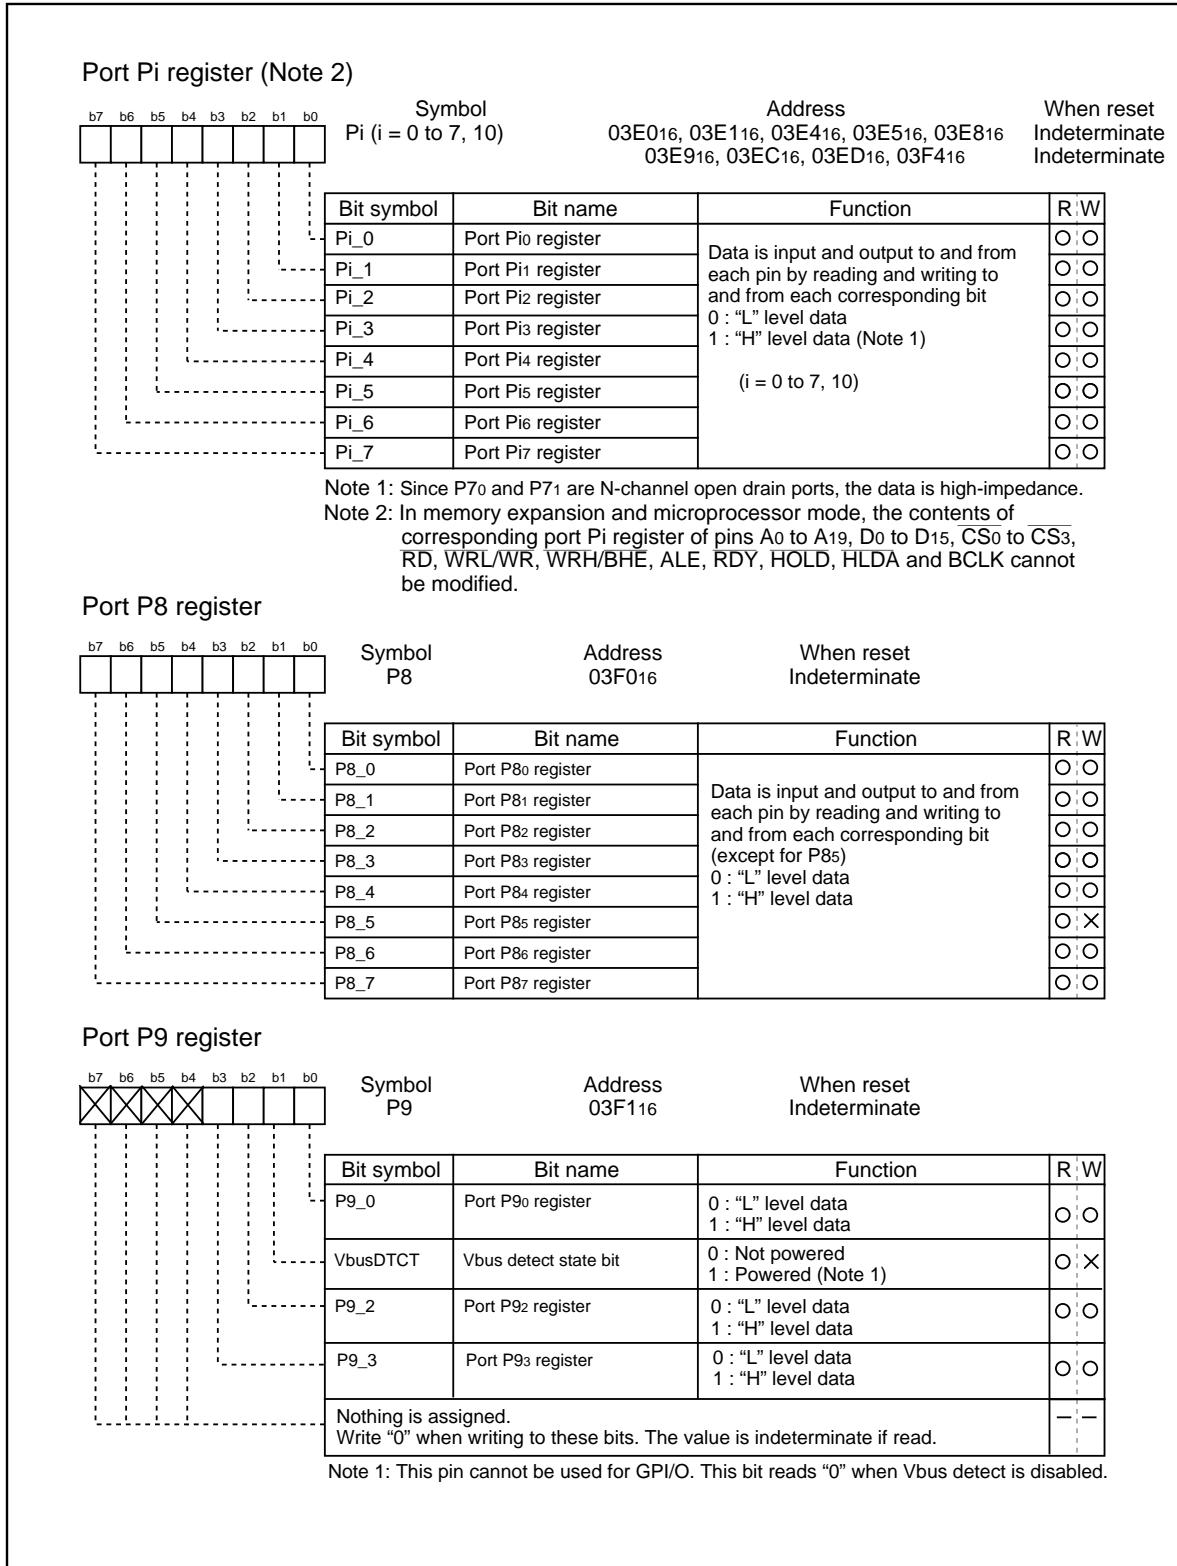 Port Pi register (Note 2)
b7 b6 b5 b4 b3 b2 b1 b0
Symbol Address When reset
Pi (i = 0 to 7, 10) 03E016, 03E116, 03E416, 03E516, 03E816 Indeterminate
03E916, 03EC16, 03ED16, 03F416 Indeterminate
Bit symbol Bit name Function R W
Pi_0 Port Pi0 register
Pi_1 Port Pi1 register
Pi_2 Port Pi2 register
Pi_3 Port Pi3 register
Pi_4 Port Pi4 register
Pi_5 Port Pi5 register
Pi_6 Port Pi6 register
Pi_7 Port Pi7 register
Data is input and output to and from
each pin by reading and writing to
and from each corresponding bit
0 : “L” level data
1 : “H” level data (Note 1)
(i = 0 to 7, 10)
Note 1: Since P70 and P71 are N-channel open drain ports, the data is high-impedance.
Note 2: In memory expansion and microprocessor mode, the contents of
corresponding port Pi register of pins A0 to A19, D0 to D15, CS0 to CS3,
RD, WRL/WR, WRH/BHE, ALE, RDY, HOLD, HLDA and BCLK cannot
be modified.
Port P8 register
b7 b6 b5 b4 b3 b2 b1 b0
Symbol Address When reset
P8 03F016 Indeterminate
Bit symbol Bit name Function R W
P8_0 Port P80 register
P8_1 Port P81 register
P8_2 Port P82 register
P8_3 Port P83 register
P8_4 Port P84 register
P8_5 Port P85 register
P8_6 Port P86 register
P8_7 Port P87 register
Data is input and output to and from
each pin by reading and writing to
and from each corresponding bit
(except for P85)
0 : “L” level data
1 : “H” level data
Port P9 register
b7 b6 b5 b4 b3 b2 b1 b0
Symbol Address When reset
P9 03F116 Indeterminate
Bit symbol Bit name Function R W
P9_0 Port P90 register 0 : “L” level data
1 : “H” level data
VbusDTCT Vbus detect state bit 0 : Not powered
1 : Powered (Note 1)
P9_2 Port P92 register 0 : “L” level data
1 : “H” level data
P9_3 Port P93 register 0 : “L” level data
1 : “H” level data
Nothing is assigned. – –
Write “0” when writing to these bits. The value is indeterminate if read.
Note 1: This pin cannot be used for GPI/O. This bit reads “0” when Vbus detect is disabled.